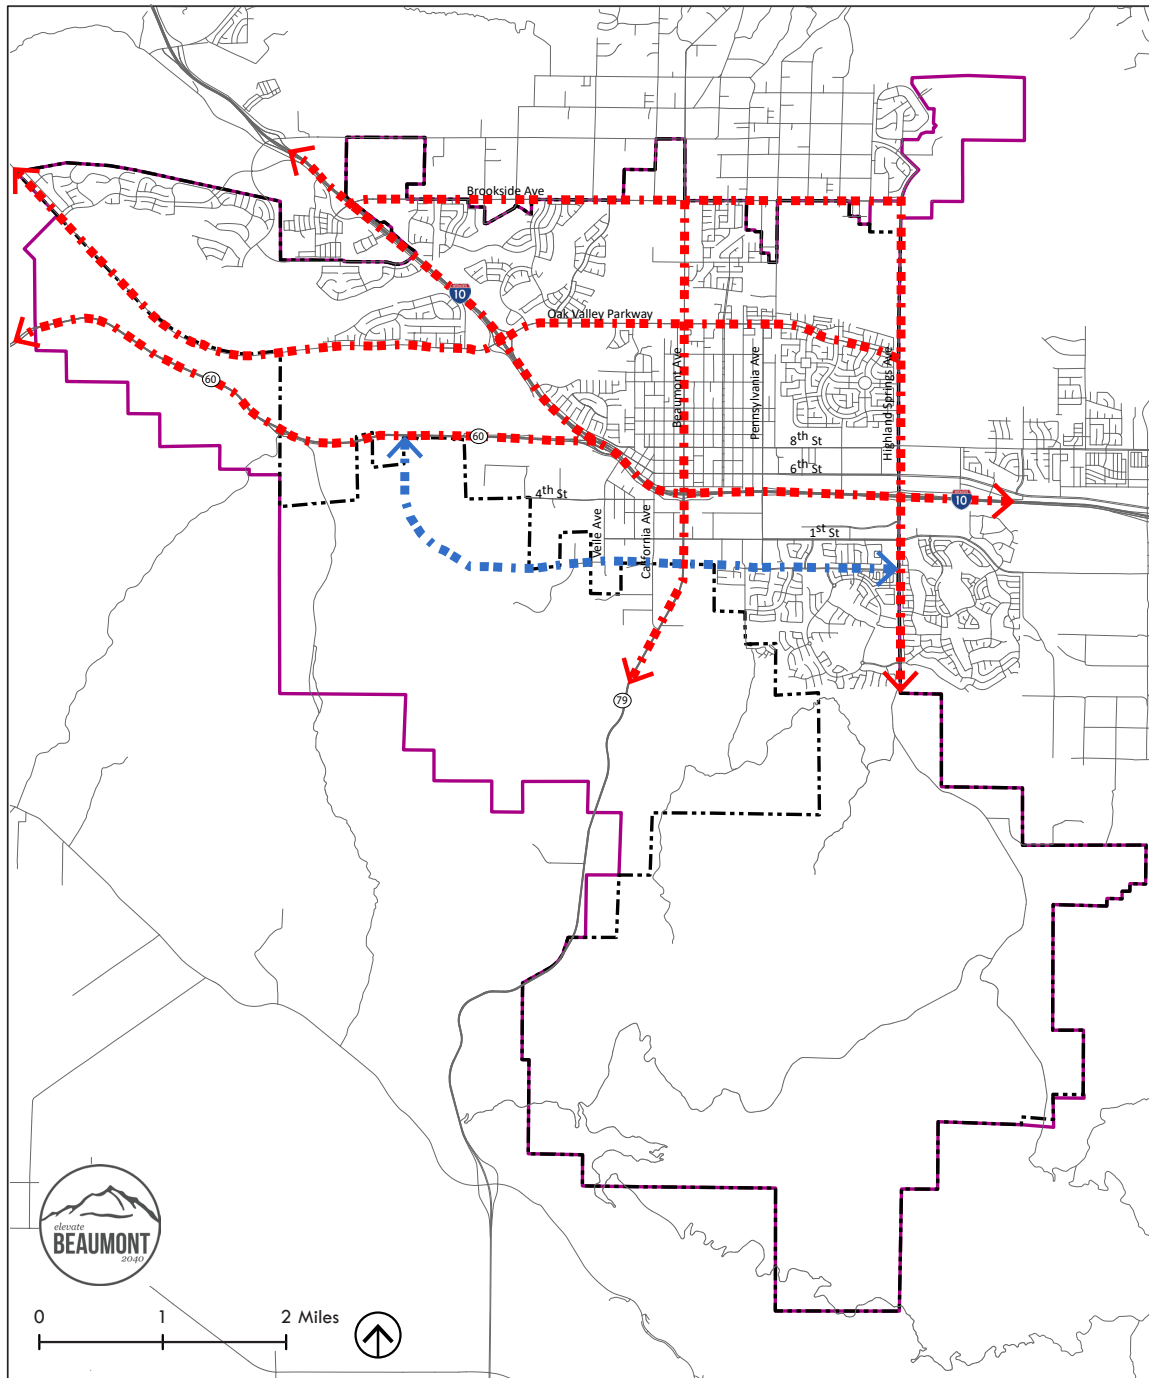 Brookside Ave
10
Oak Valley Parkway
Beaumont Ave
Pennsylvania Ave
Highland Springs Ave
60
60
8th St
6th St
4th St
10
1st St
Veile Ave
California Ave
79
elevate
BEAUMONT
2040
0 1 2 Miles